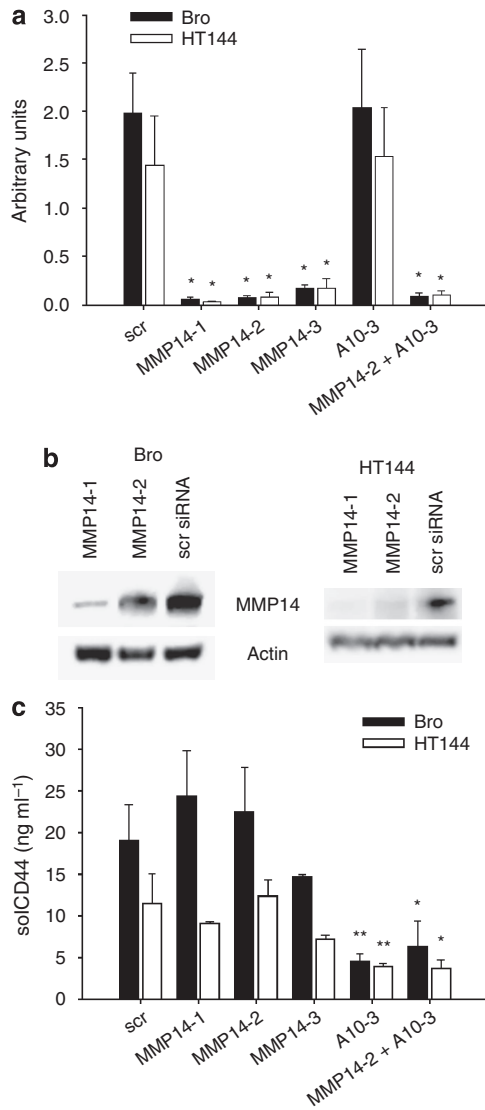 a
Bro
HT144
Arbitrary units
3.0
2.5
2.0
1.5
1.0
0.5
0.0
* * * * * * * *
scr
MMP14-1
MMP14-2
MMP14-3
A10-3
MMP14-2 + A10-3
b
Bro
HT144
MMP14-1
MMP14-2
scr siRNA
MMP14-1
MMP14-2
scr siRNA
MMP14
Actin
c
Bro
HT144
solCD44 (ng ml⁻¹)
35
30
25
20
15
10
5
0
** ** * *
scr
MMP14-1
MMP14-2
MMP14-3
A10-3
MMP14-2 + A10-3